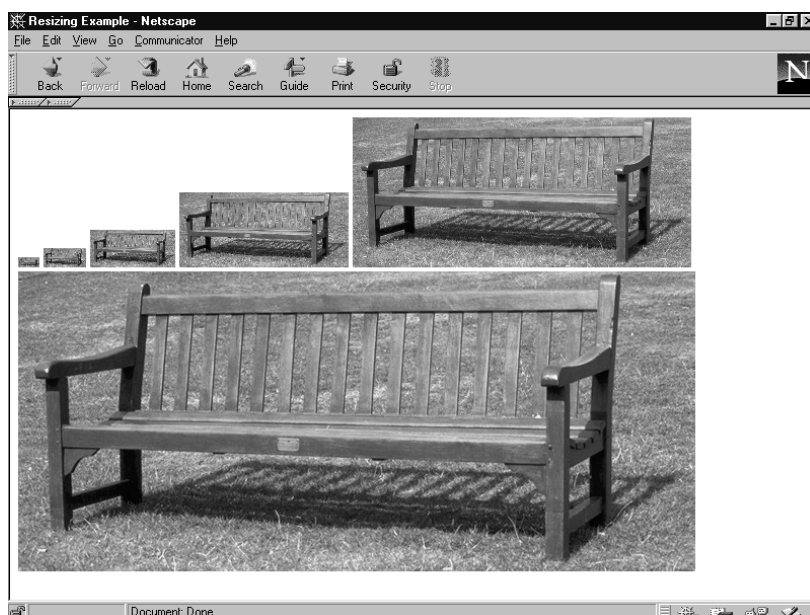 Resizing Example - Netscape
File Edit View Go Communicator Help
Back Forward Reload Home Search Guide Print Security Stop
N
Document: Done